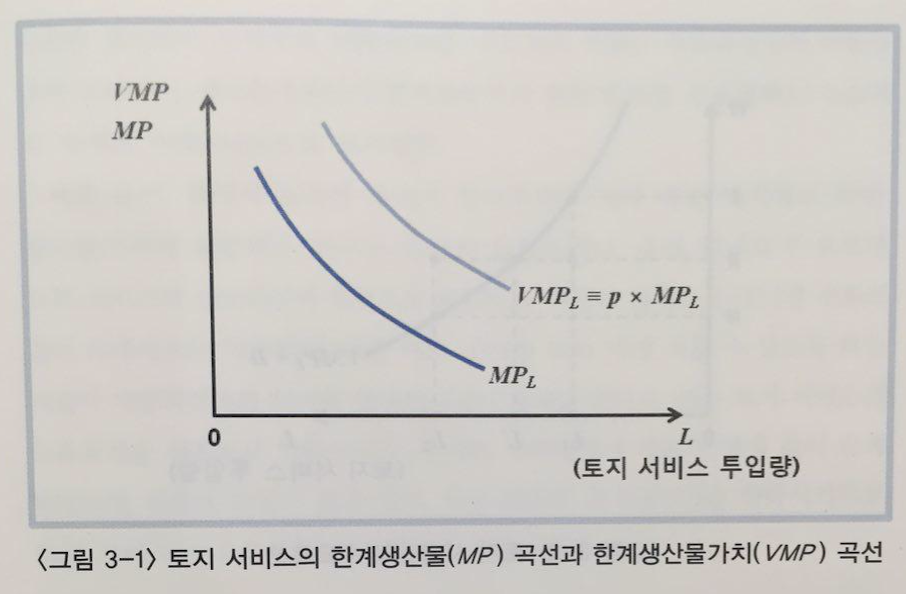 VMP
MP
VMP_L ≡ p × MP_L
MP_L
0
L
(토지 서비스 투입량)
〈그림 3-1〉 토지 서비스의 한계생산물(MP) 곡선과 한계생산물가치(VMP) 곡선